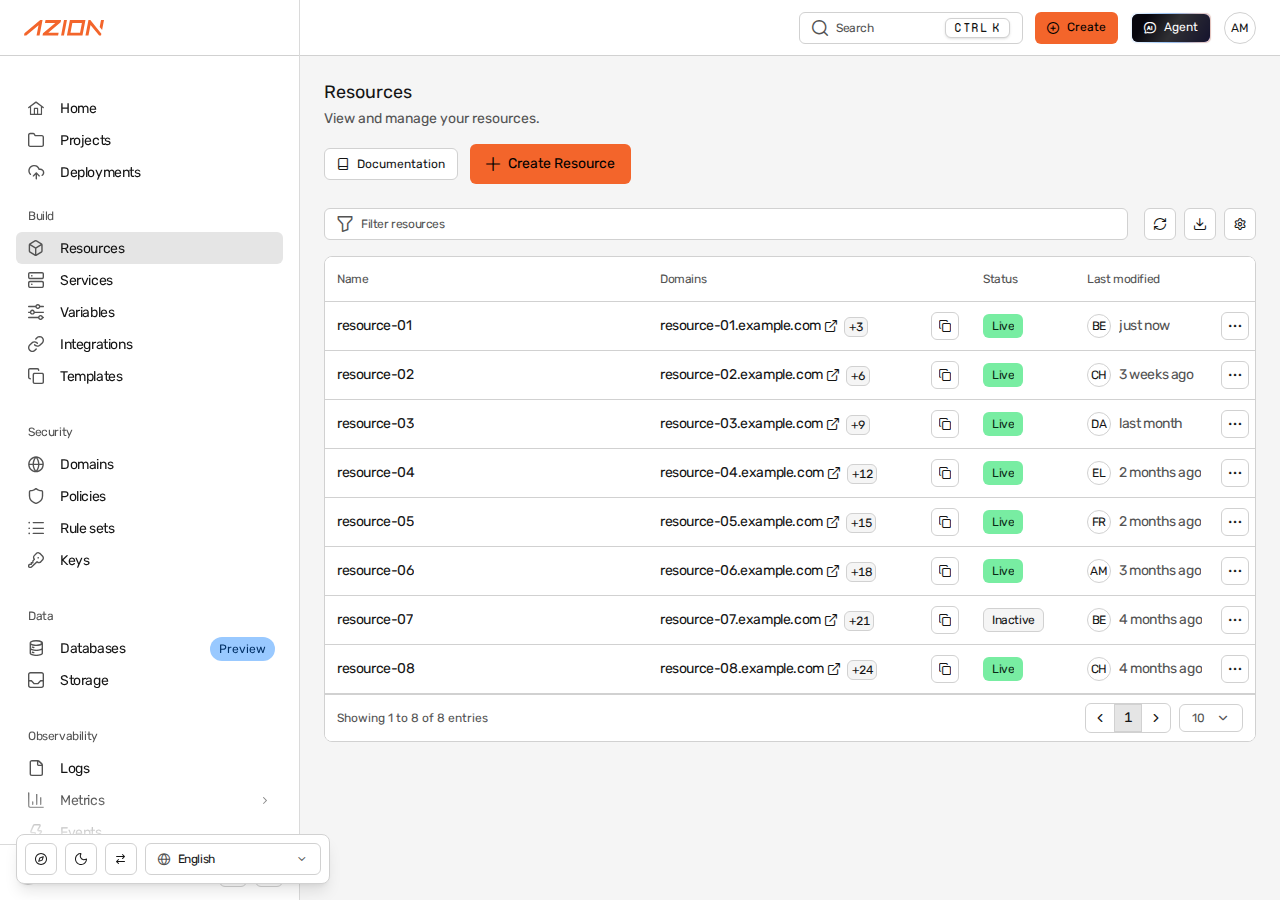 AZION
Search CTRL K
Create
Agent
AM
Home
Projects
Deployments
Build
Resources
Services
Variables
Integrations
Templates
Security
Domains
Policies
Rule sets
Keys
Data
Databases Preview
Storage
Observability
Logs
Metrics
Events
English
Resources
View and manage your resources.
Documentation
Create Resource
Filter resources
Name Domains Status Last modified
resource-01 resource-01.example.com +3 Live BE just now
resource-02 resource-02.example.com +6 Live CH 3 weeks ago
resource-03 resource-03.example.com +9 Live DA last month
resource-04 resource-04.example.com +12 Live EL 2 months ago
resource-05 resource-05.example.com +15 Live FR 2 months ago
resource-06 resource-06.example.com +18 Live AM 3 months ago
resource-07 resource-07.example.com +21 Inactive BE 4 months ago
resource-08 resource-08.example.com +24 Live CH 4 months ago
Showing 1 to 8 of 8 entries 1 10